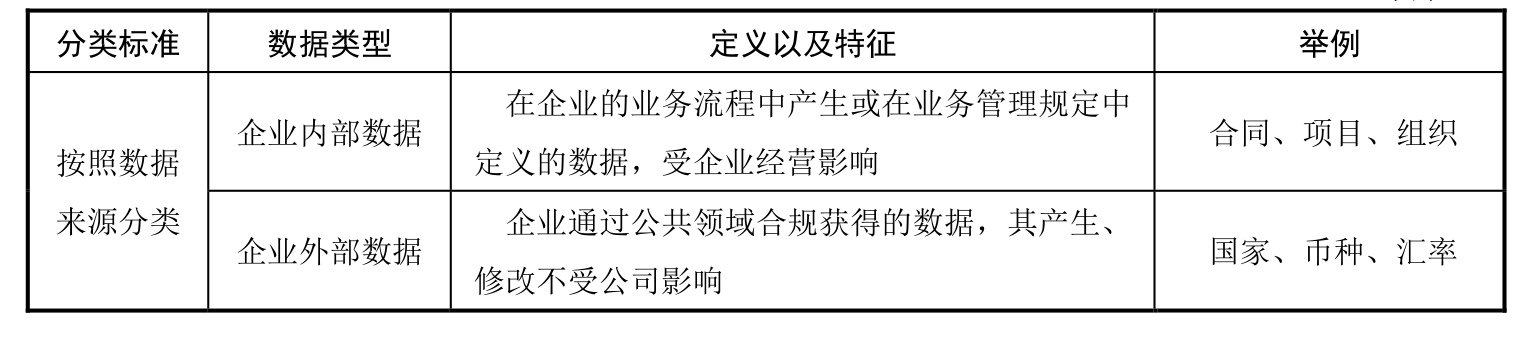 分类标准 数据类型 定义以及特征 举例
按照数据
来源分类
企业内部数据
在企业的业务流程中产生或在业务管理规定中
定义的数据，受企业经营影响
合同、项目、组织
企业外部数据
企业通过公共领域合规获得的数据，其产生、
修改不受公司影响
国家、币种、汇率